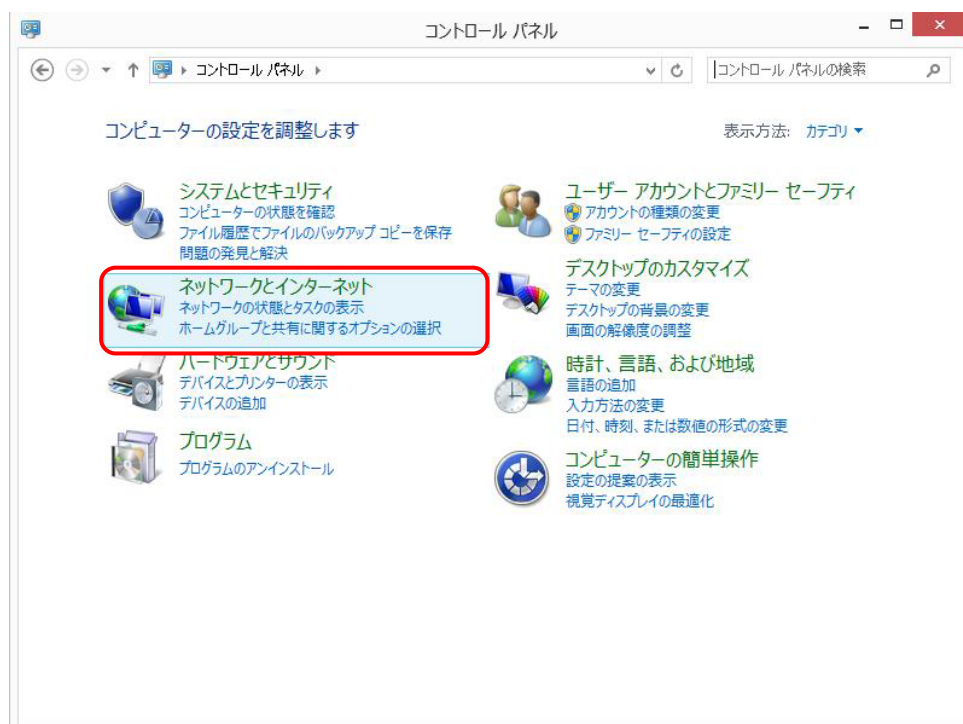 コントロール パネル
コントロール パネル
コントロール パネルの検索
コンピューターの設定を調整します
表示方法: カテゴリ
システムとセキュリティ
コンピューターの状態を確認
ファイル履歴でファイルのバックアップ コピーを保存
問題の発見と解決
ネットワークとインターネット
ネットワークの状態とタスクの表示
ホームグループと共有に関するオプションの選択
ハードウェアとサウンド
デバイスとプリンターの表示
デバイスの追加
プログラム
プログラムのアンインストール
ユーザー アカウントとファミリー セーフティ
アカウントの種類の変更
ファミリー セーフティの設定
デスクトップのカスタマイズ
テーマの変更
デスクトップの背景の変更
画面の解像度の調整
時計、言語、および地域
言語の追加
入力方法の変更
日付、時刻、または数値の形式の変更
コンピューターの簡単操作
設定の提案の表示
視覚ディスプレイの最適化